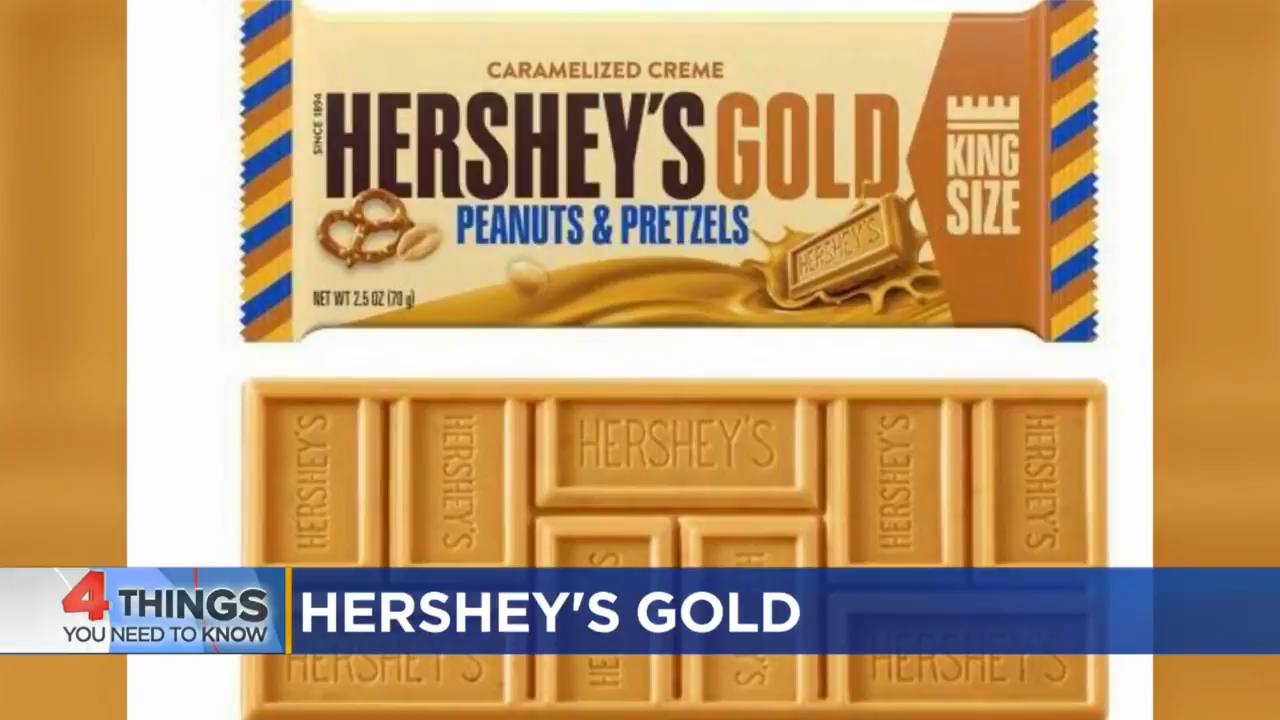 CARAMELIZED CREME
SINCE 1894
HERSHEY'S GOLD
PEANUTS & PRETZELS
KING
SIZE
HERSHEY'S
NET WT 2.5 OZ (70 g)
HERSHEY'S
HERSHEY'S
HERSHEY'S
HERSHEY'S
HERSHEY'S
4 THINGS
YOU NEED TO KNOW
HERSHEY'S GOLD
HERSHEY'S
HERSHEY'S